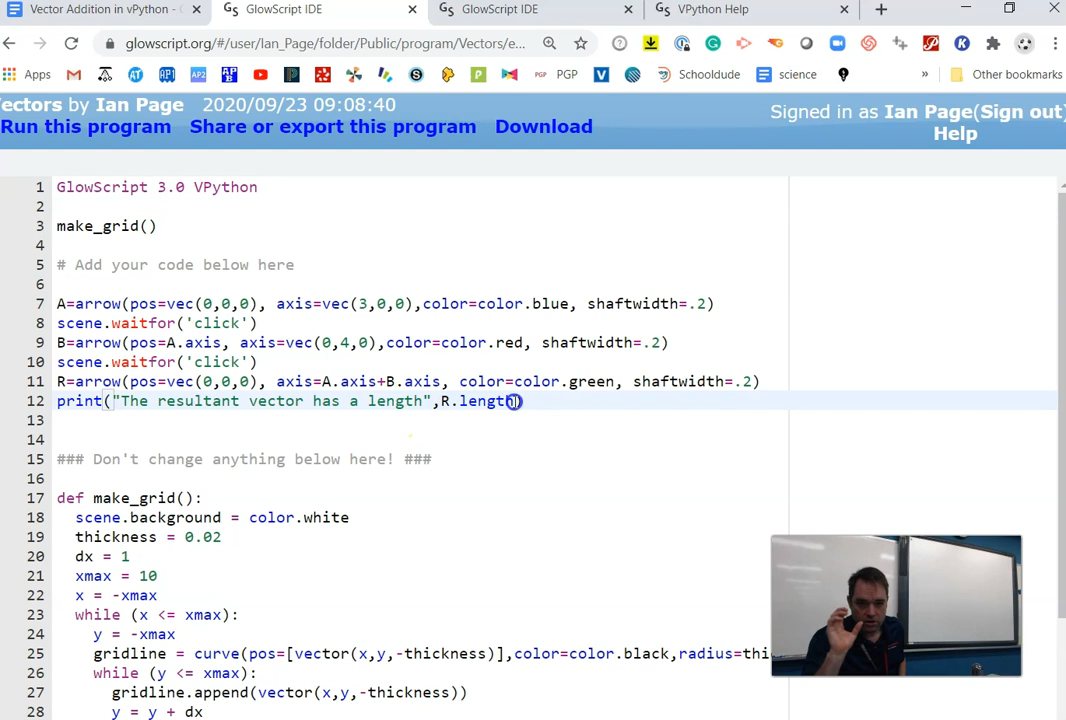 Vector Addition in vPython -
GlowScript IDE
GlowScript IDE
VPython Help
glowscript.org/#/user/Ian_Page/folder/Public/program/Vectors/e...
Apps
AP1
AP2
PGP
PGP
Schooldude
science
»
Other bookmarks
ectors by Ian Page 2020/09/23 09:08:40
Signed in as Ian Page(Sign out)
Run this program Share or export this program Download
Help
1 GlowScript 3.0 VPython
2
3 make_grid()
4
5 # Add your code below here
6
7 A=arrow(pos=vec(0,0,0), axis=vec(3,0,0),color=color.blue, shaftwidth=.2)
8 scene.waitfor('click')
9 B=arrow(pos=A.axis, axis=vec(0,4,0),color=color.red, shaftwidth=.2)
10 scene.waitfor('click')
11 R=arrow(pos=vec(0,0,0), axis=A.axis+B.axis, color=color.green, shaftwidth=.2)
12 print("The resultant vector has a length",R.length)
13
14
15 ### Don't change anything below here! ###
16
17 def make_grid():
18 scene.background = color.white
19 thickness = 0.02
20 dx = 1
21 xmax = 10
22 x = -xmax
23 while (x <= xmax):
24 y = -xmax
25 gridline = curve(pos=[vector(x,y,-thickness)],color=color.black,radius=thi
26 while (y <= xmax):
27 gridline.append(vector(x,y,-thickness))
28 y = y + dx